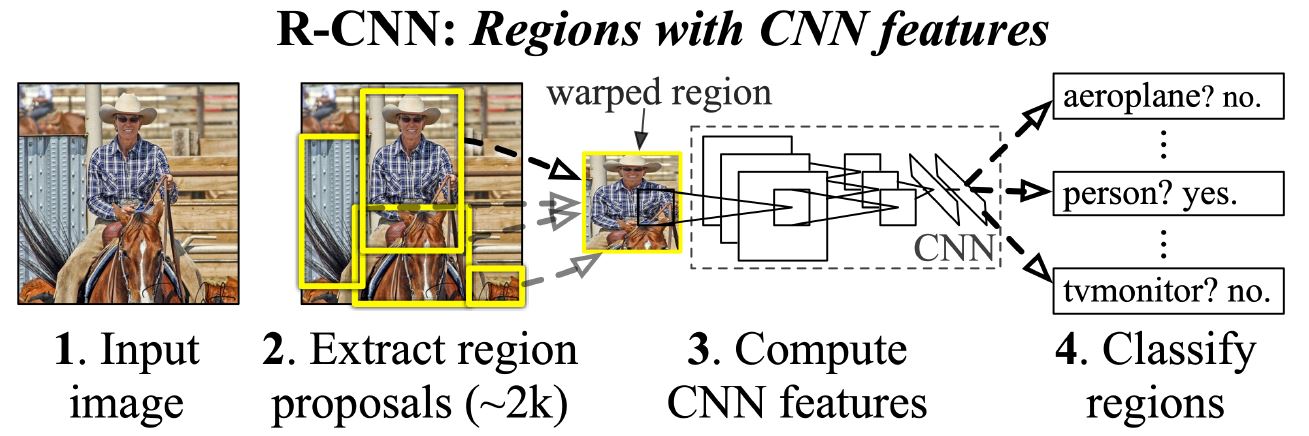 R-CNN: Regions with CNN features
warped region
aeroplane? no.
⋮
person? yes.
⋮
tvmonitor? no.
CNN
1. Input
image
2. Extract region
proposals (~2k)
3. Compute
CNN features
4. Classify
regions